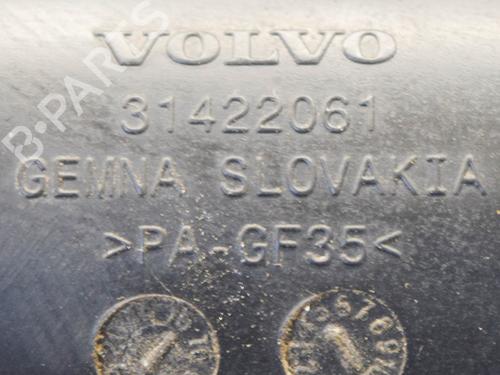 VOLVO
31422061
GEMNA SLOVAKIA
>PA-GF35<
B-PARTS